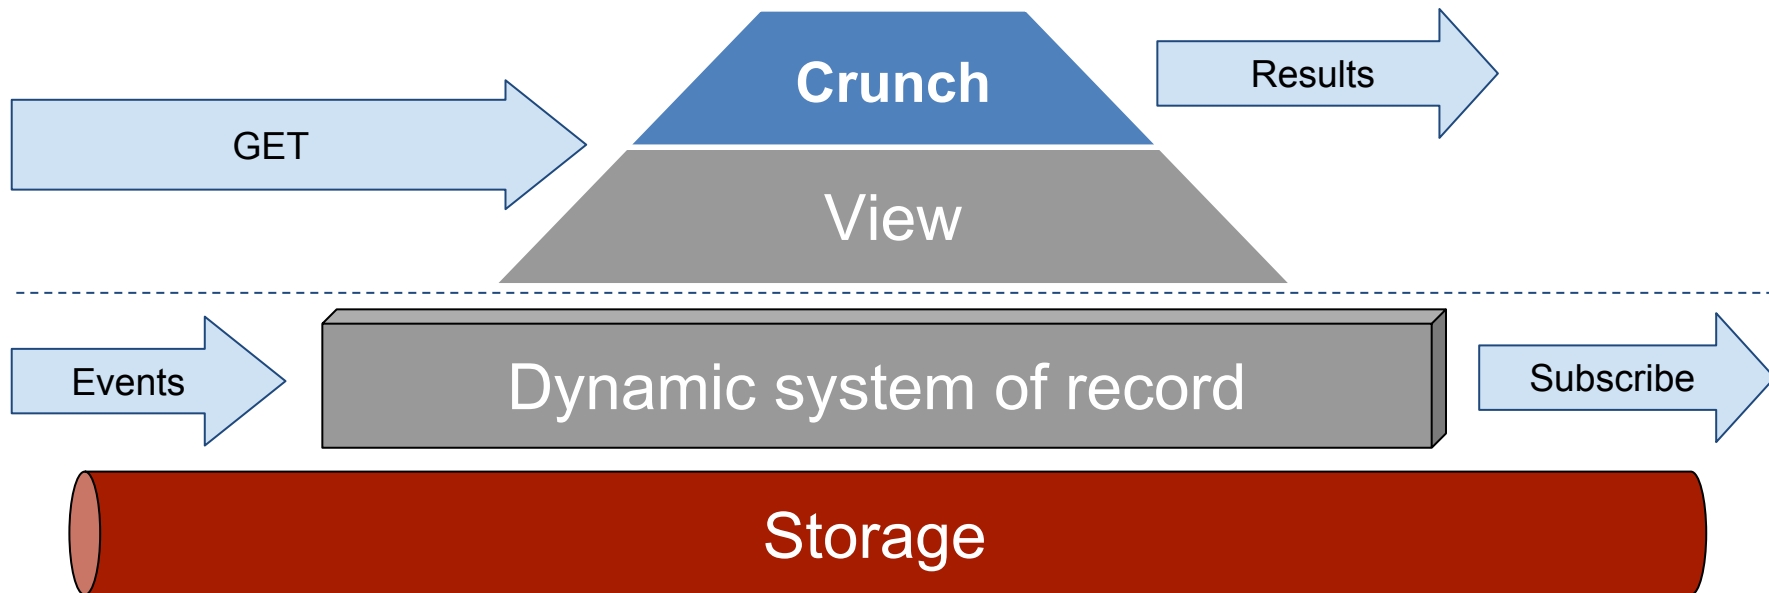 Crunch
Results
GET
View
Events
Dynamic system of record
Subscribe
Storage